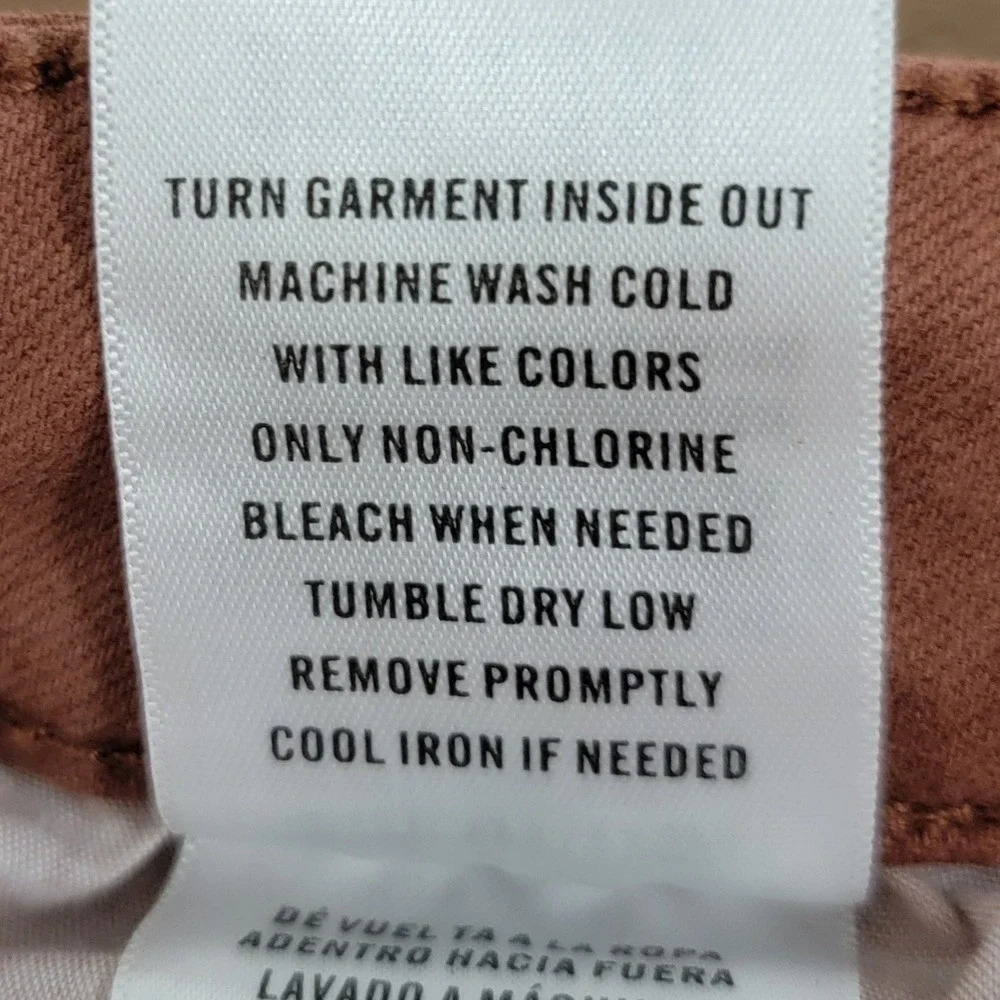 TURN GARMENT INSIDE OUT
MACHINE WASH COLD
WITH LIKE COLORS
ONLY NON-CHLORINE
BLEACH WHEN NEEDED
TUMBLE DRY LOW
REMOVE PROMPTLY
COOL IRON IF NEEDED
DÉ VUELTA A LA ROPA
ADENTRO HACIA FUERA
LAVADO A